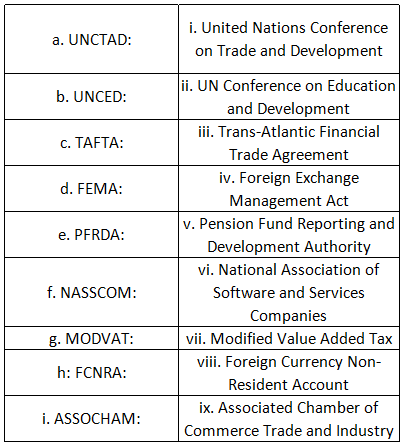 a. UNCTAD:
i. United Nations Conference
on Trade and Development
b. UNCED:
ii. UN Conference on Education
and Development
c. TAFTA:
iii. Trans-Atlantic Financial
Trade Agreement
d. FEMA:
iv. Foreign Exchange
Management Act
e. PFRDA:
v. Pension Fund Reporting and
Development Authority
f. NASSCOM:
vi. National Association of
Software and Services
Companies
g. MODVAT:
vii. Modified Value Added Tax
h: FCNRA:
viii. Foreign Currency Non-
Resident Account
i. ASSOCHAM:
ix. Associated Chamber of
Commerce Trade and Industry